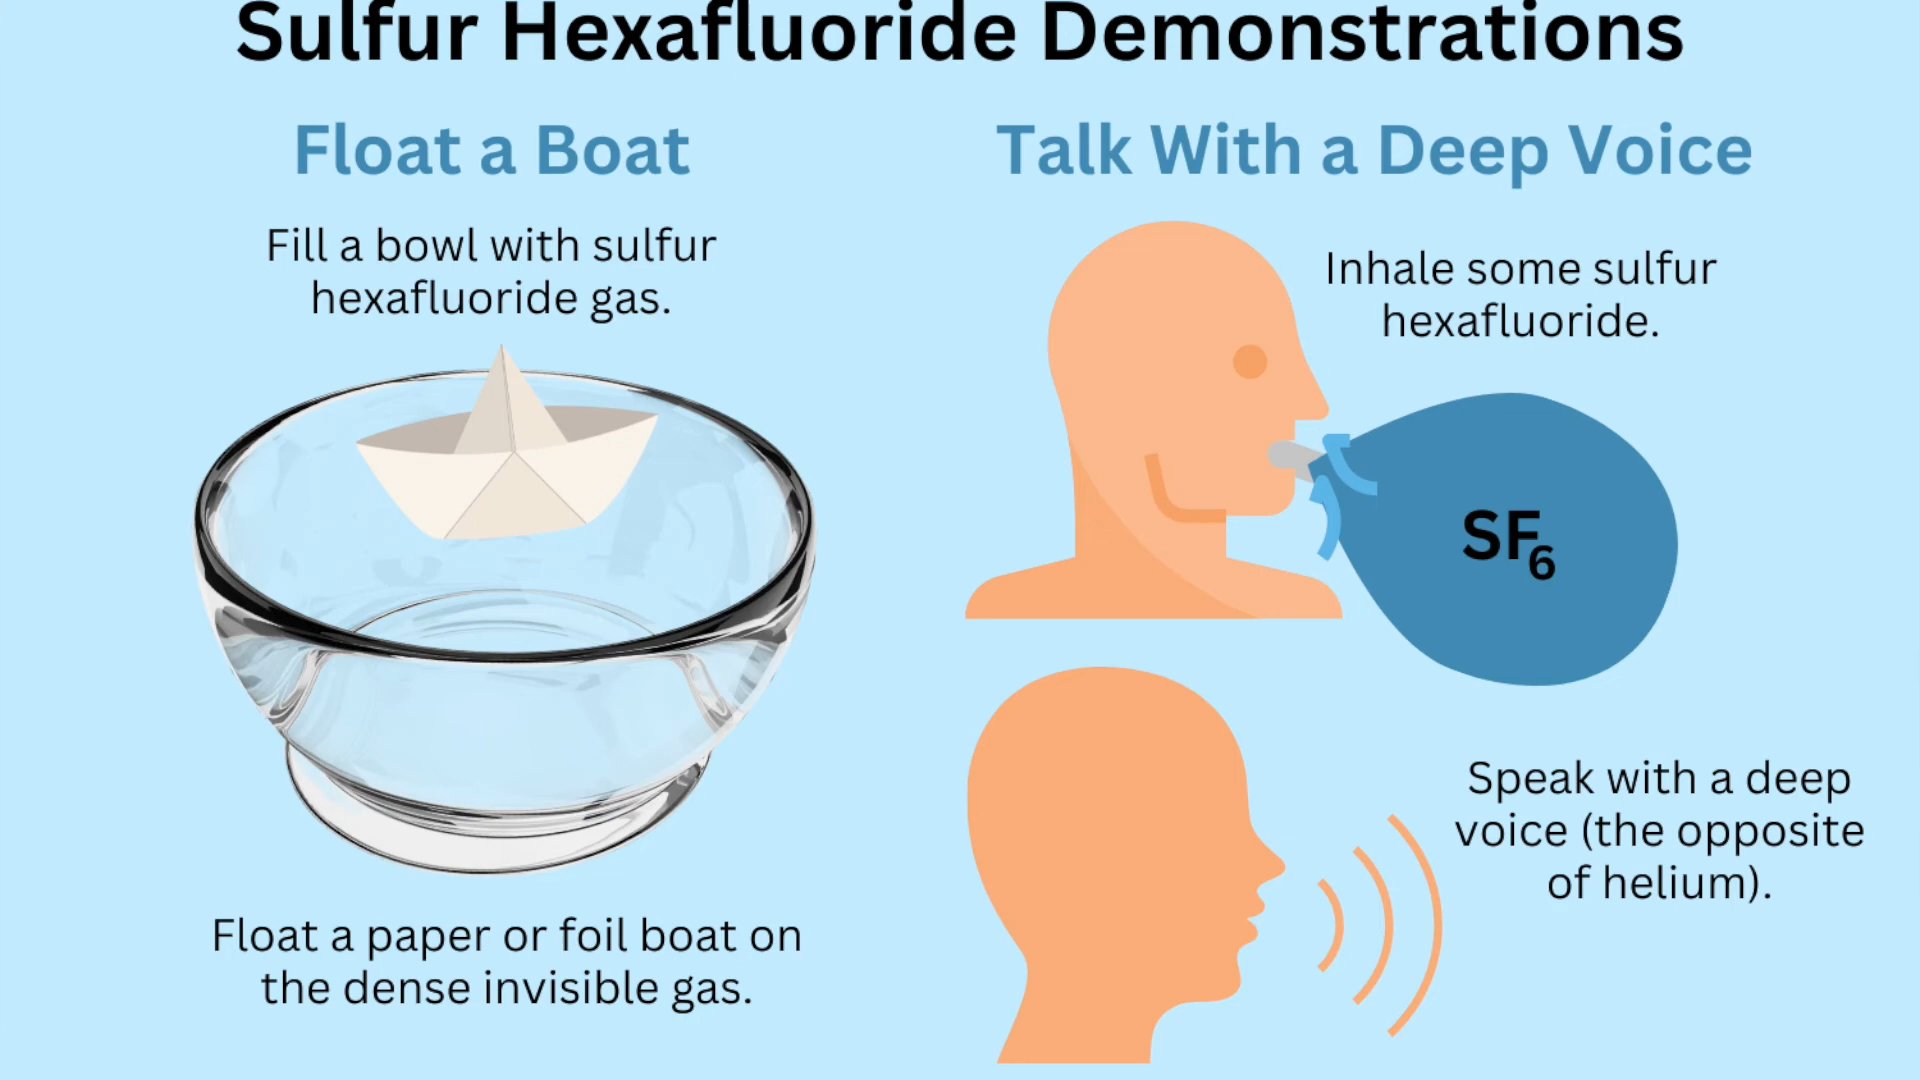 Sulfur Hexafluoride Demonstrations
Float a Boat
Fill a bowl with sulfur
hexafluoride gas.
Float a paper or foil boat on
the dense invisible gas.
Talk With a Deep Voice
Inhale some sulfur
hexafluoride.
SF6
Speak with a deep
voice (the opposite
of helium).